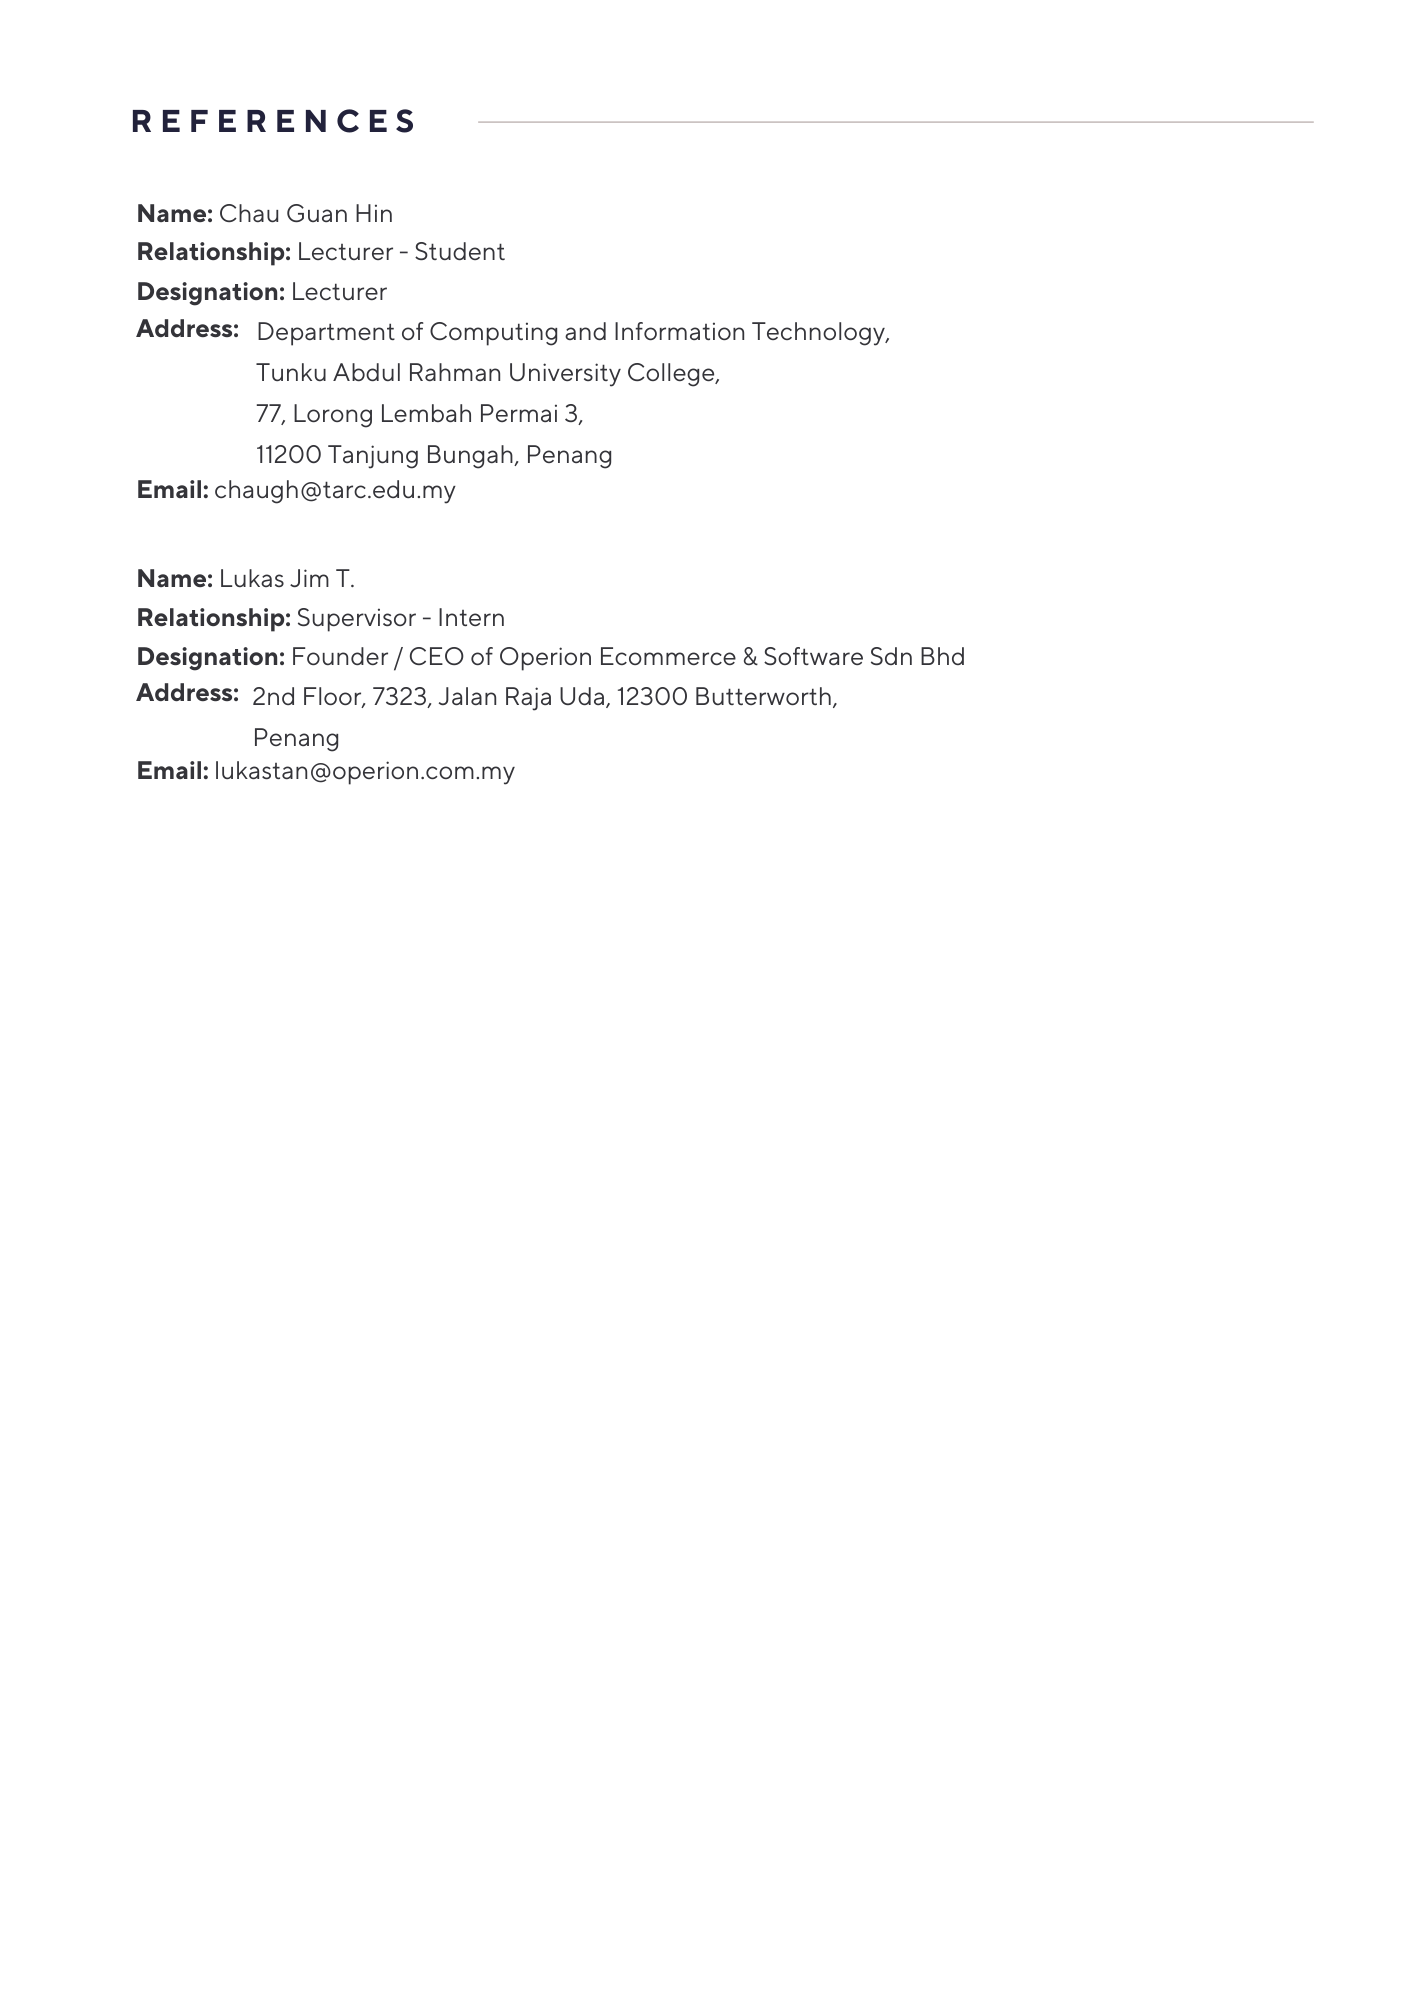 REFERENCES
Name: Chau Guan Hin
Relationship: Lecturer - Student
Designation: Lecturer
Address: Department of Computing and Information Technology,
Tunku Abdul Rahman University College,
77, Lorong Lembah Permai 3,
11200 Tanjung Bungah, Penang
Email: chaugh@tarc.edu.my
Name: Lukas Jim T.
Relationship: Supervisor - Intern
Designation: Founder / CEO of Operion Ecommerce & Software Sdn Bhd
Address: 2nd Floor, 7323, Jalan Raja Uda, 12300 Butterworth,
Penang
Email: lukastan@operion.com.my